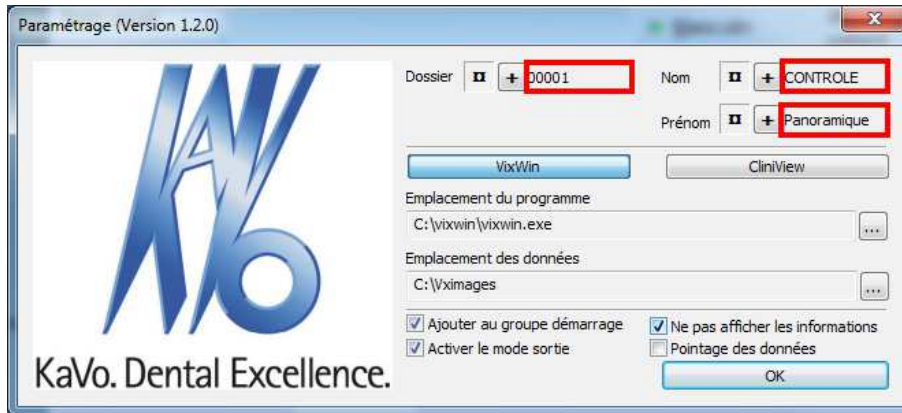 Paramétrage (Version 1.2.0)
Dossier ¤ + 00001 Nom ¤ + CONTROLE
Prénom ¤ + Panoramique
VixWin CliniView
Emplacement du programme
C:\vixwin\vixwin.exe ...
Emplacement des données
C:\Vximages ...
Ajouter au groupe démarrage Ne pas afficher les informations
Activer le mode sortie Pointage des données
OK
KAVO
KaVo. Dental Excellence.